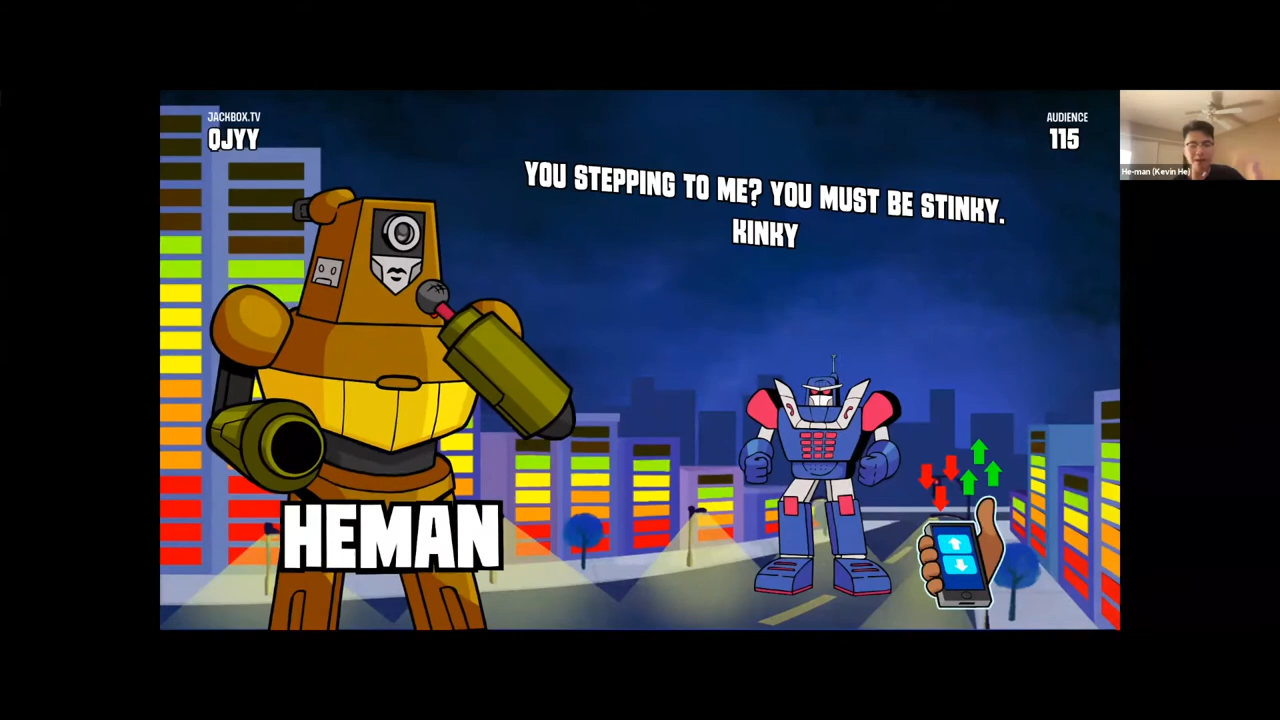 JACKBOX.TV
QJYY
AUDIENCE
115
YOU STEPPING TO ME? YOU MUST BE STINKY.
KINKY
He-man (Kevin He)
HEMAN